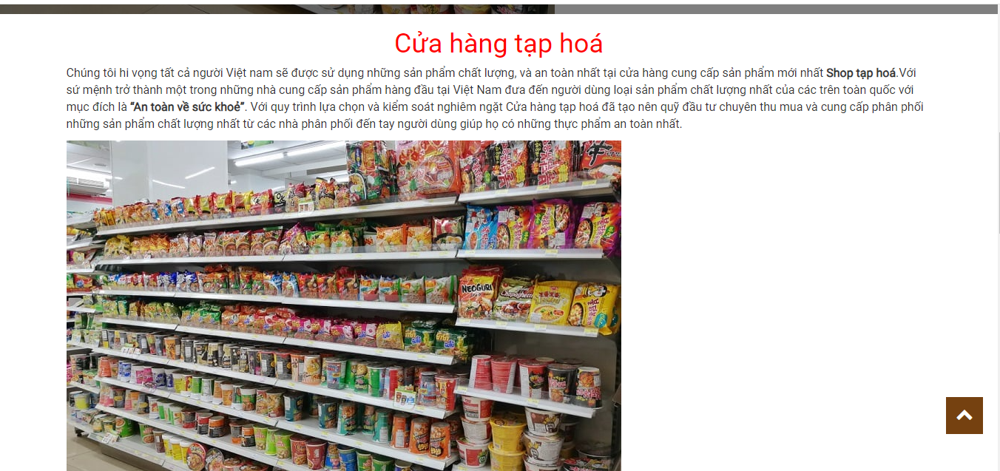 Cửa hàng tạp hoá
Chúng tôi hi vọng tất cả người Việt nam sẽ được sử dụng những sản phẩm chất lượng, và an toàn nhất tại cửa hàng cung cấp sản phẩm mới nhất Shop tạp hoá.Với
sứ mệnh trở thành một trong những nhà cung cấp sản phẩm hàng đầu tại Việt Nam đưa đến người dùng loại sản phẩm chất lượng nhất của các trên toàn quốc với
mục đích là “An toàn về sức khoẻ”. Với quy trình lựa chọn và kiểm soát nghiêm ngặt Cửa hàng tạp hoá đã tạo nên quỹ đầu tư chuyên thu mua và cung cấp phân phối
những sản phẩm chất lượng nhất từ các nhà phân phối đến tay người dùng giúp họ có những thực phẩm an toàn nhất.
NEOGURI
Chapagetti